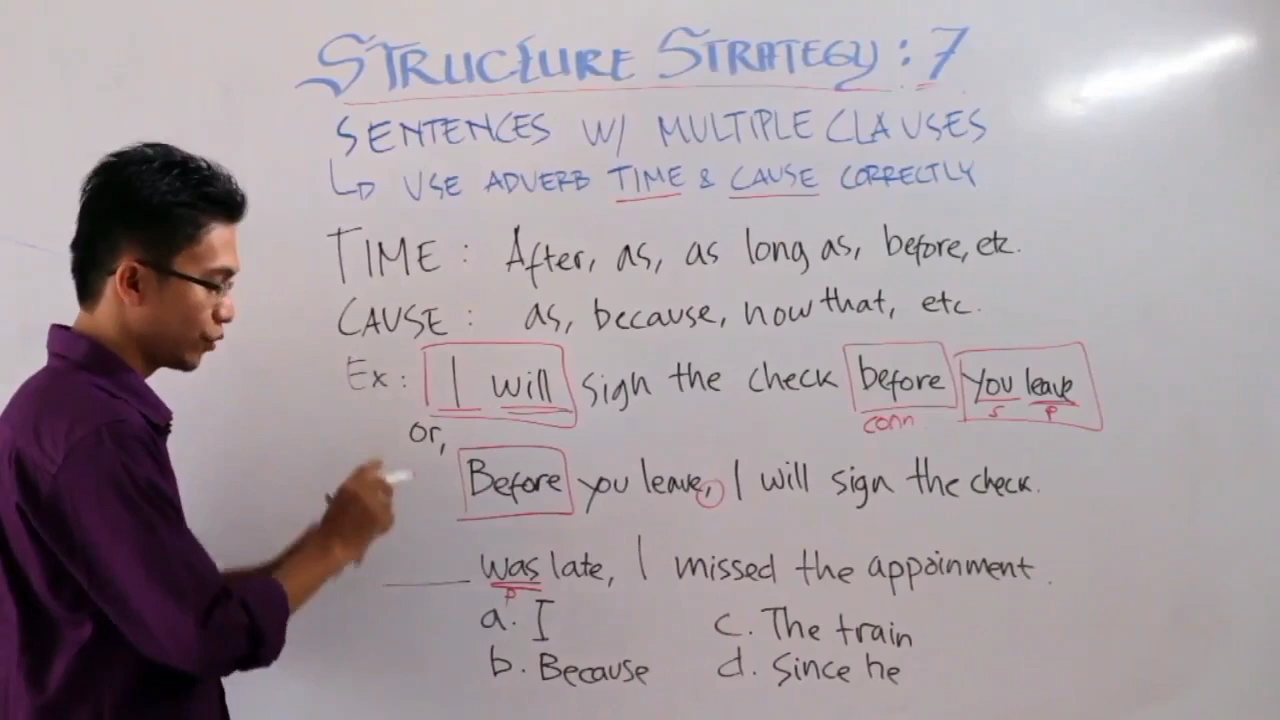 STRUCTURE STRATEGY: 7
SENTENCES W/ MULTIPLE CLAUSES
USE ADVERB TIME & CAUSE CORRECTLY
TIME: After, as, as long as, before, etc.
CAUSE: as, because, now that, etc.
Ex: I will sign the check before you leave
conn s p
or,
Before you leave, I will sign the check.
____ was late, I missed the appoinment.
p
a. I c. The train
b. Because d. Since he